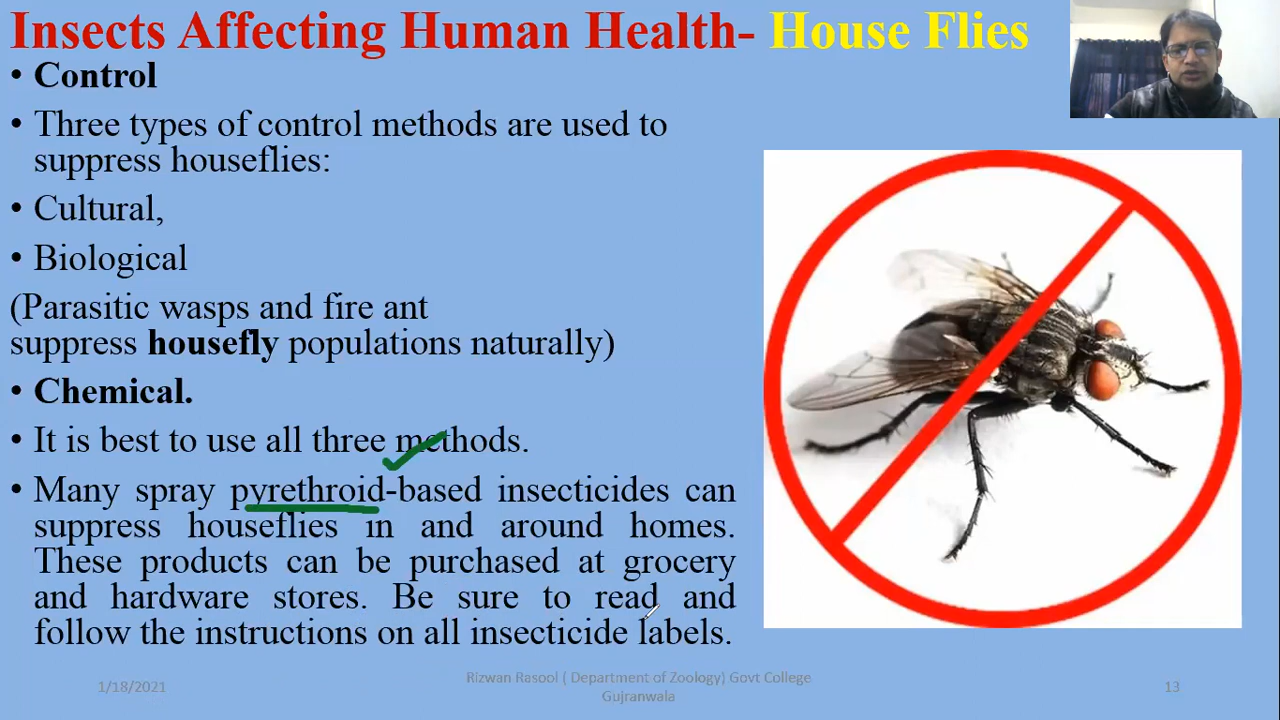 Insects Affecting Human Health- House Flies
• Control
• Three types of control methods are used to
suppress houseflies:
• Cultural,
• Biological
(Parasitic wasps and fire ant
suppress housefly populations naturally)
• Chemical.
• It is best to use all three methods.
• Many spray pyrethroid-based insecticides can
suppress houseflies in and around homes.
These products can be purchased at grocery
and hardware stores. Be sure to read and
follow the instructions on all insecticide labels.
1/18/2021
Rizwan Rasool ( Department of Zoology) Govt College
Gujranwala
13